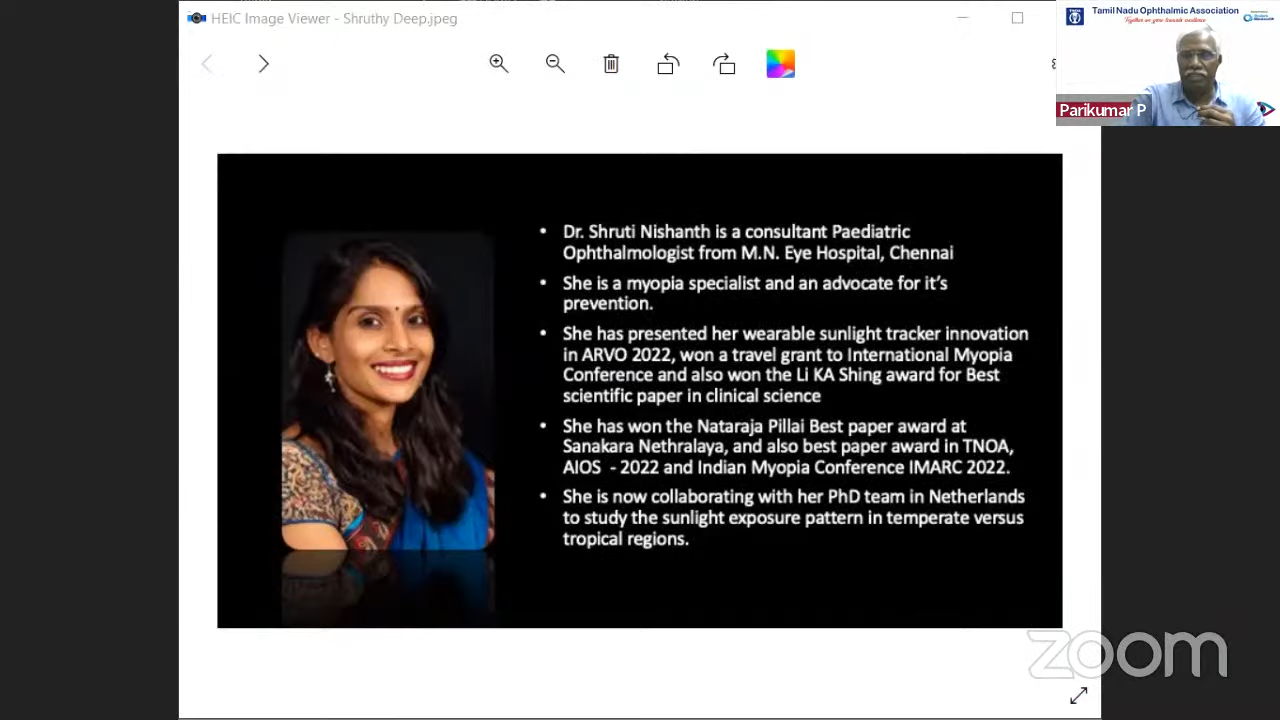 HEIC Image Viewer - Shruthy Deep.jpeg
Tamil Nadu Ophthalmic Association
Together we grow towards excellence
Parikumar P
• Dr. Shruti Nishanth is a consultant Paediatric
Ophthalmologist from M.N. Eye Hospital, Chennai
• She is a myopia specialist and an advocate for it's
prevention.
• She has presented her wearable sunlight tracker innovation
in ARVO 2022, won a travel grant to International Myopia
Conference and also won the Li KA Shing award for Best
scientific paper in clinical science
• She has won the Nataraja Pillai Best paper award at
Sanakara Nethralaya, and also best paper award in TNOA,
AIOS - 2022 and Indian Myopia Conference IMARC 2022.
• She is now collaborating with her PhD team in Netherlands
to study the sunlight exposure pattern in temperate versus
tropical regions.
zoom